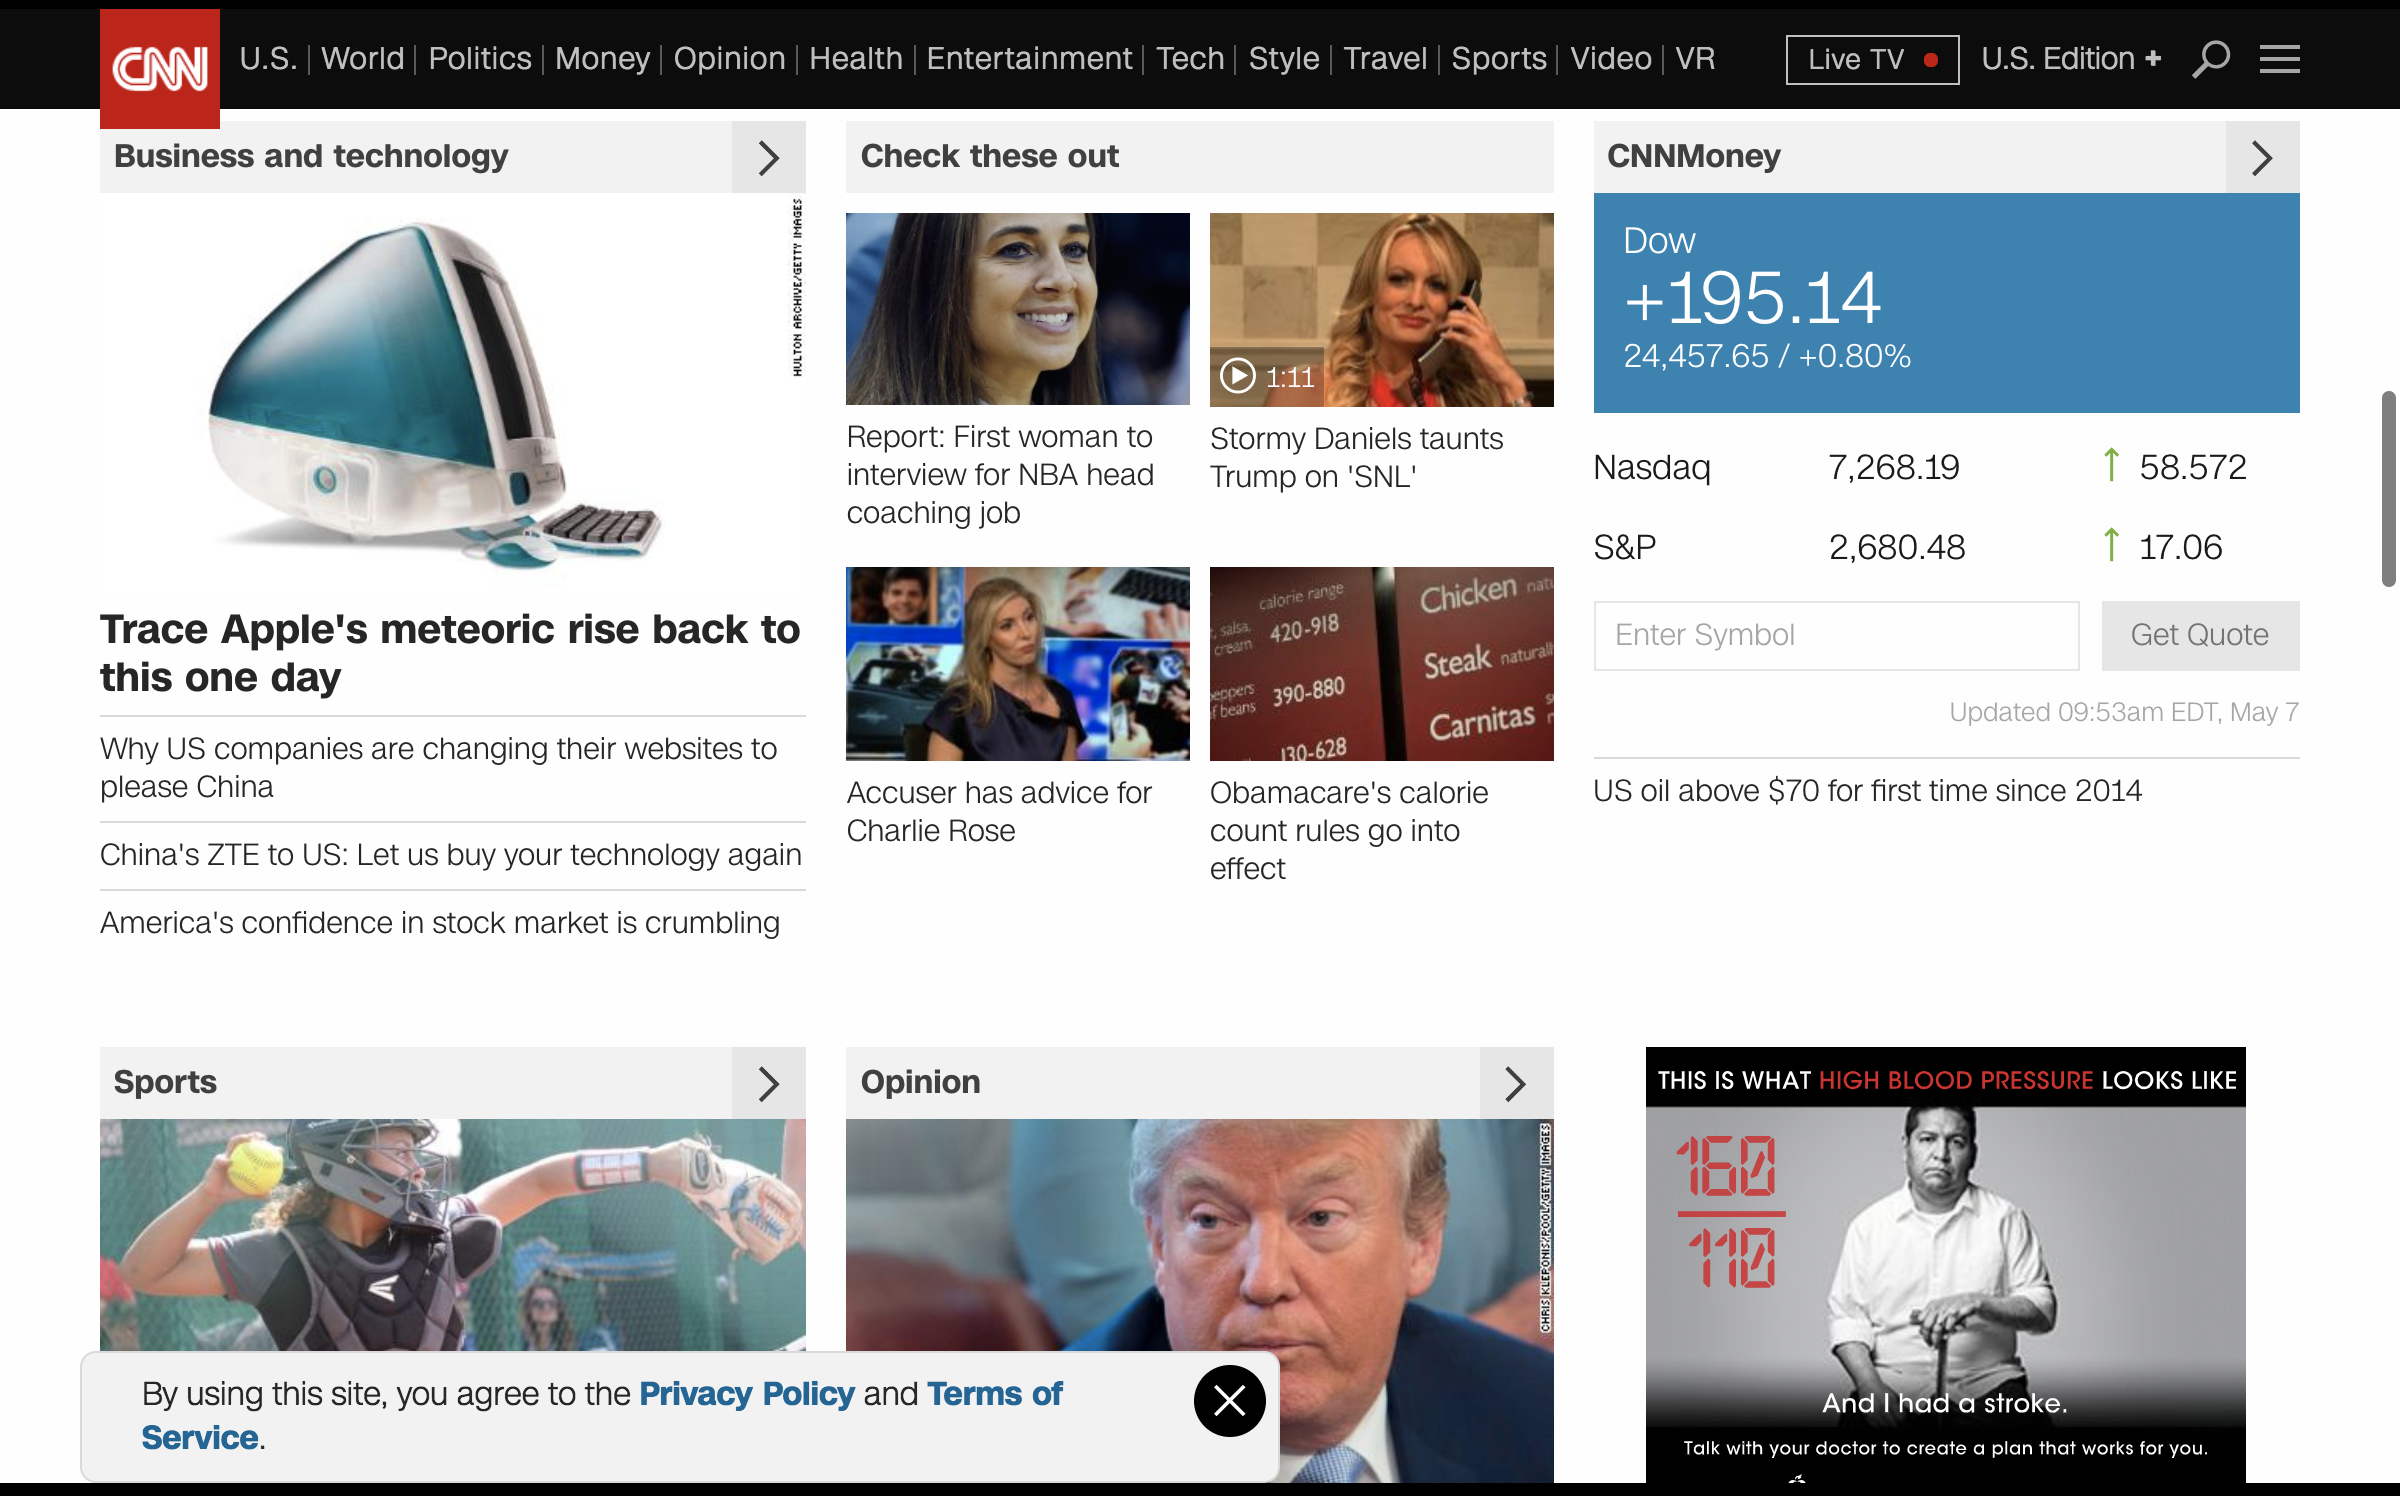 CNN
U.S. World Politics Money Opinion Health Entertainment Tech Style Travel Sports Video VR
Live TV
U.S. Edition +
Business and technology
HULTON ARCHIVE/GETTY IMAGES
Trace Apple's meteoric rise back to
this one day
Why US companies are changing their websites to
please China
China's ZTE to US: Let us buy your technology again
America's confidence in stock market is crumbling
Check these out
Report: First woman to
interview for NBA head
coaching job
1:11
Stormy Daniels taunts
Trump on 'SNL'
Accuser has advice for
Charlie Rose
calorie range
salsa,
cream
420-918
peppers
f beans
390-880
130-628
Chicken
Steak
Carnitas
Obamacare's calorie
count rules go into
effect
CNNMoney
Dow
+195.14
24,457.65 / +0.80%
Nasdaq 7,268.19 ↑ 58.572
S&P 2,680.48 ↑ 17.06
Enter Symbol
Get Quote
Updated 09:53am EDT, May 7
US oil above $70 for first time since 2014
Sports
Opinion
CHRIS KLEPONIS/POOL/GETTY IMAGES
THIS IS WHAT HIGH BLOOD PRESSURE LOOKS LIKE
160
110
And I had a stroke.
Talk with your doctor to create a plan that works for you.
By using this site, you agree to the Privacy Policy and Terms of
Service.